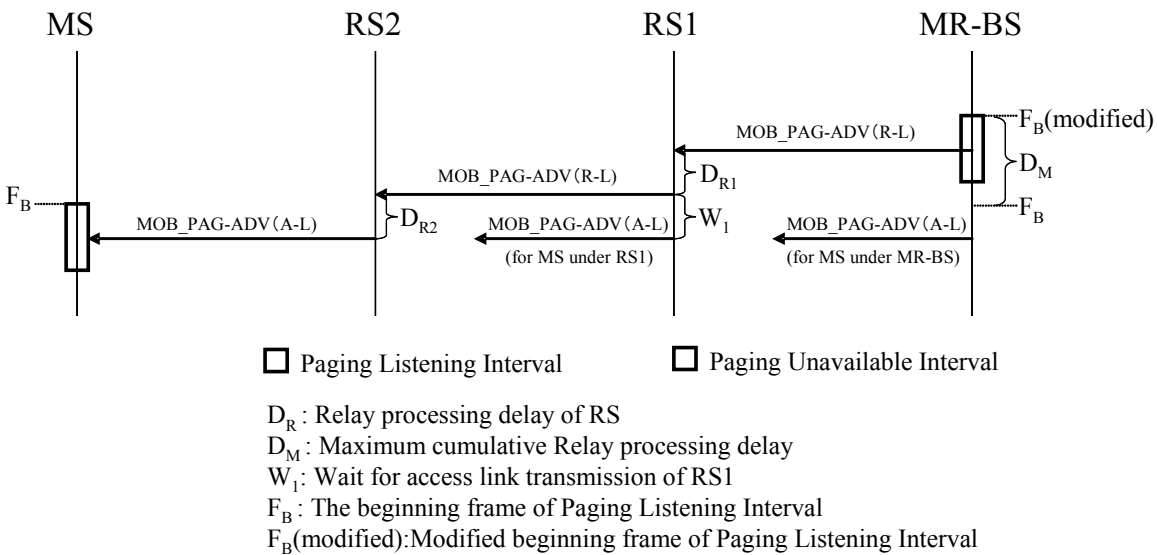 MS RS2 RS1 MR-BS
F_B(modified)
MOB_PAG-ADV(R-L)
D_M
MOB_PAG-ADV(R-L) D_R1
F_B F_B
MOB_PAG-ADV(A-L) D_R2 MOB_PAG-ADV(A-L) W_1 MOB_PAG-ADV(A-L)
(for MS under RS1) (for MS under MR-BS)
Paging Listening Interval Paging Unavailable Interval
D_R : Relay processing delay of RS
D_M : Maximum cumulative Relay processing delay
W_1: Wait for access link transmission of RS1
F_B : The beginning frame of Paging Listening Interval
F_B(modified):Modified beginning frame of Paging Listening Interval